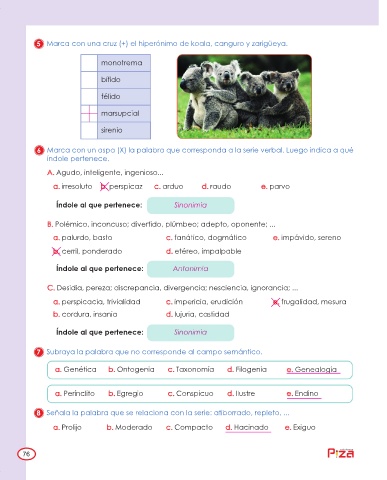 5 Marca con una cruz (+) el hiperónimo de koala, canguro y zarigüeya.
monotrema
bífido
félido
marsupcial
sirenio
6 Marca con un aspa (X) la palabra que corresponda a la serie verbal. Luego indica a qué
índole pertenece.
A. Agudo, inteligente, ingenioso...
a. irresoluto b. perspicaz c. arduo d. raudo e. parvo
Índole al que pertenece: Sinonimia
B. Polémico, inconcuso; divertido, plúmbeo; adepto, oponente; ...
a. palurdo, basto c. fanático, dogmático e. impávido, sereno
b. cerril, ponderado d. etéreo, impalpable
Índole al que pertenece: Antonimia
C. Desidia, pereza; discrepancia, divergencia; nesciencia, ignorancia; ...
a. perspicacia, trivialidad c. impericia, erudición e. frugalidad, mesura
b. cordura, insania d. lujuria, castidad
Índole al que pertenece: Sinonimia
7 Subraya la palabra que no corresponde al campo semántico.
a. Genética b. Ontogenia c. Taxonomía d. Filogenia e. Genealogía
a. Perínclito b. Egregio c. Conspicuo d. Ilustre e. Endino
8 Señala la palabra que se relaciona con la serie: atiborrado, repleto, ...
a. Prolijo b. Moderado c. Compacto d. Hacinado e. Exiguo
76